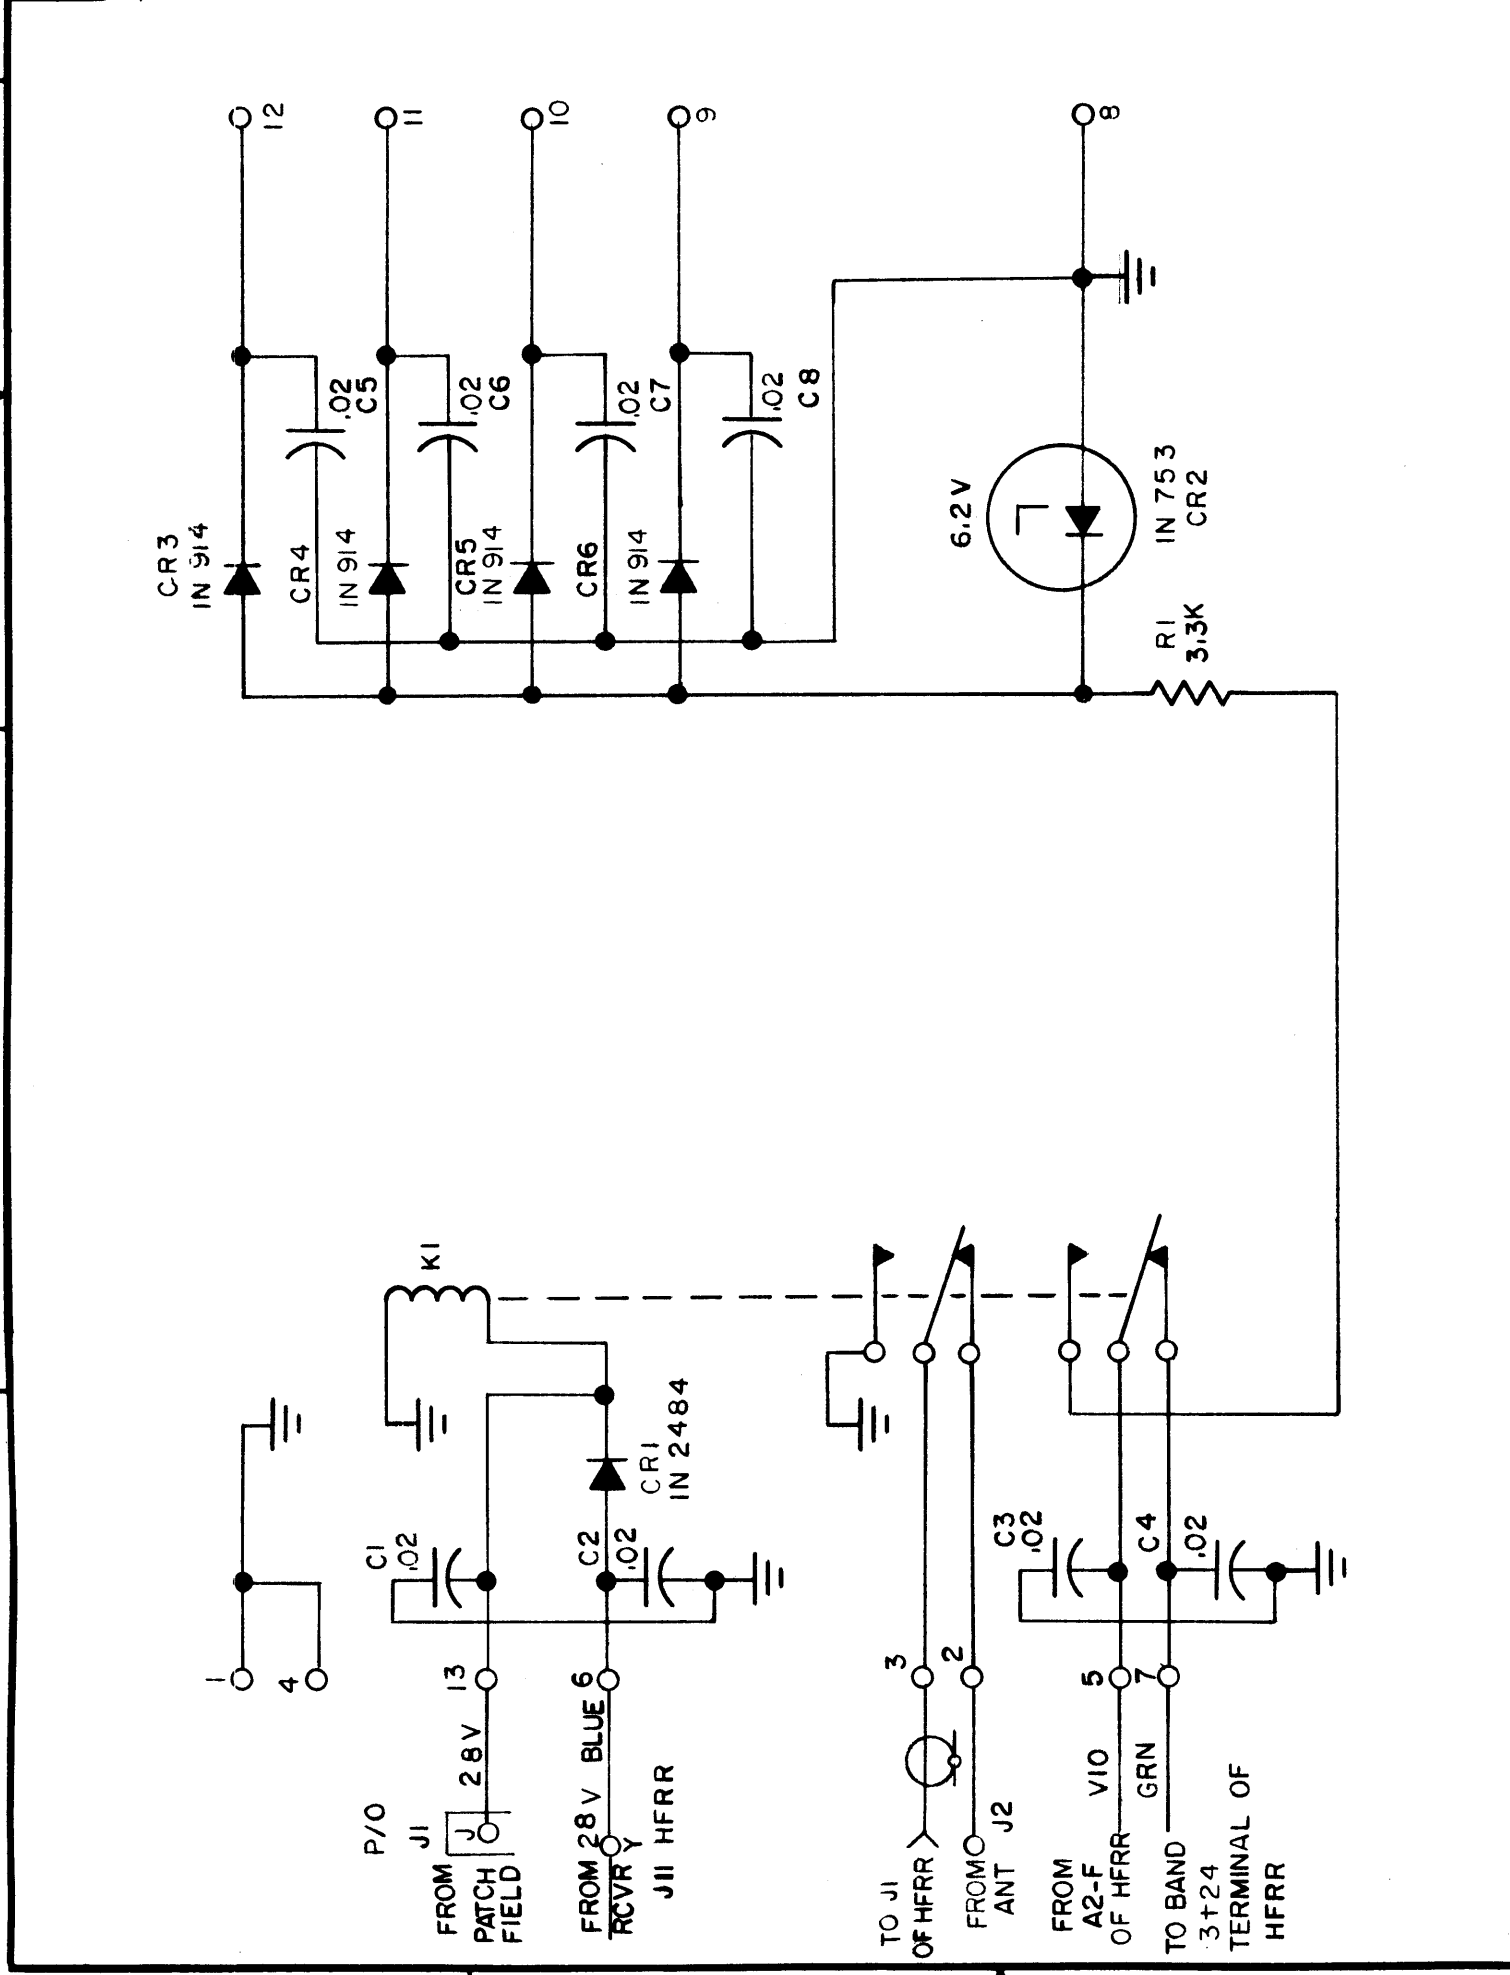 1
4
P/O
J1
J
FROM
PATCH
FIELD
28V
13
C1
.02
K1
FROM 28V BLUE
RCVR Y
J11 HFRR
6
C2
.02
CR1
IN 2484
TO J1
OF HFRR
3
FROM
ANT
J2
2
FROM
A2-F
OF HFRR
VIO
5
C3
.02
TO BAND
3+24
TERMINAL OF
HFRR
GRN
7
C4
.02
CR3
IN 914
.02
C5
12
CR4
IN 914
.02
C6
11
CR5
IN 914
.02
C7
10
CR6
IN 914
.02
C8
9
6.2V
IN 753
CR2
8
R1
3.3K